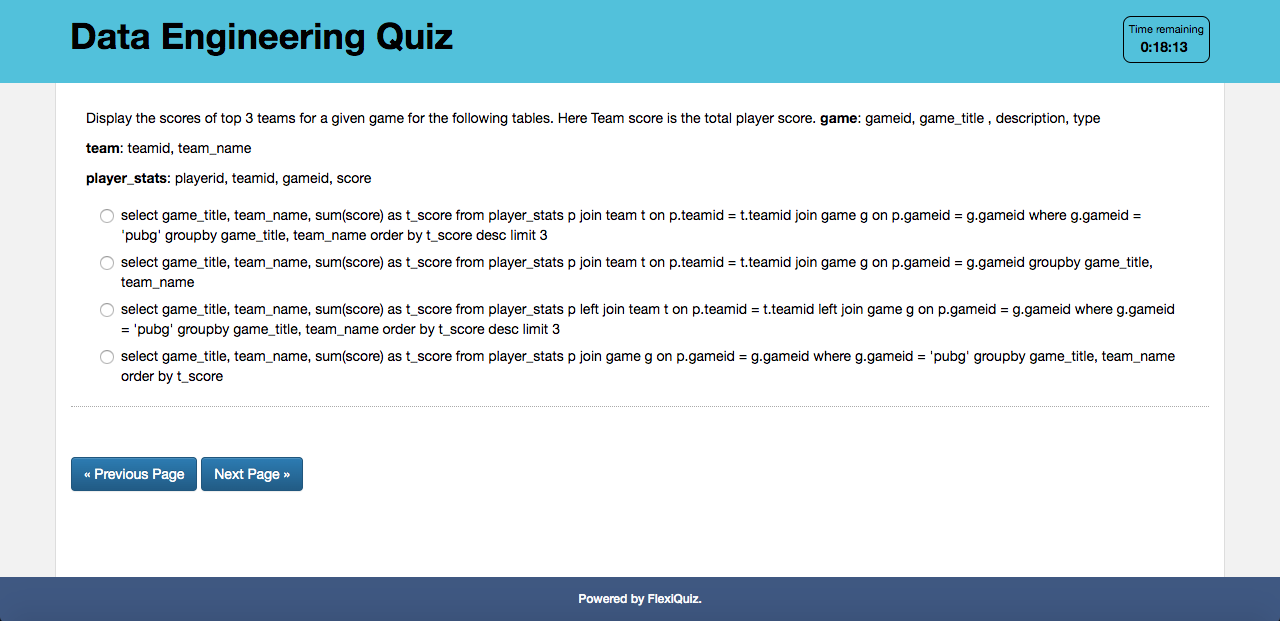 Data Engineering Quiz
Time remaining
0:18:13
Display the scores of top 3 teams for a given game for the following tables. Here Team score is the total player score. game: gameid, game_title , description, type
team: teamid, team_name
player_stats: playerid, teamid, gameid, score
select game_title, team_name, sum(score) as t_score from player_stats p join team t on p.teamid = t.teamid join game g on p.gameid = g.gameid where g.gameid =
'pubg' groupby game_title, team_name order by t_score desc limit 3
select game_title, team_name, sum(score) as t_score from player_stats p join team t on p.teamid = t.teamid join game g on p.gameid = g.gameid groupby game_title,
team_name
select game_title, team_name, sum(score) as t_score from player_stats p left join team t on p.teamid = t.teamid left join game g on p.gameid = g.gameid where g.gameid
= 'pubg' groupby game_title, team_name order by t_score desc limit 3
select game_title, team_name, sum(score) as t_score from player_stats p join game g on p.gameid = g.gameid where g.gameid = 'pubg' groupby game_title, team_name
order by t_score
« Previous Page
Next Page »
Powered by FlexiQuiz.